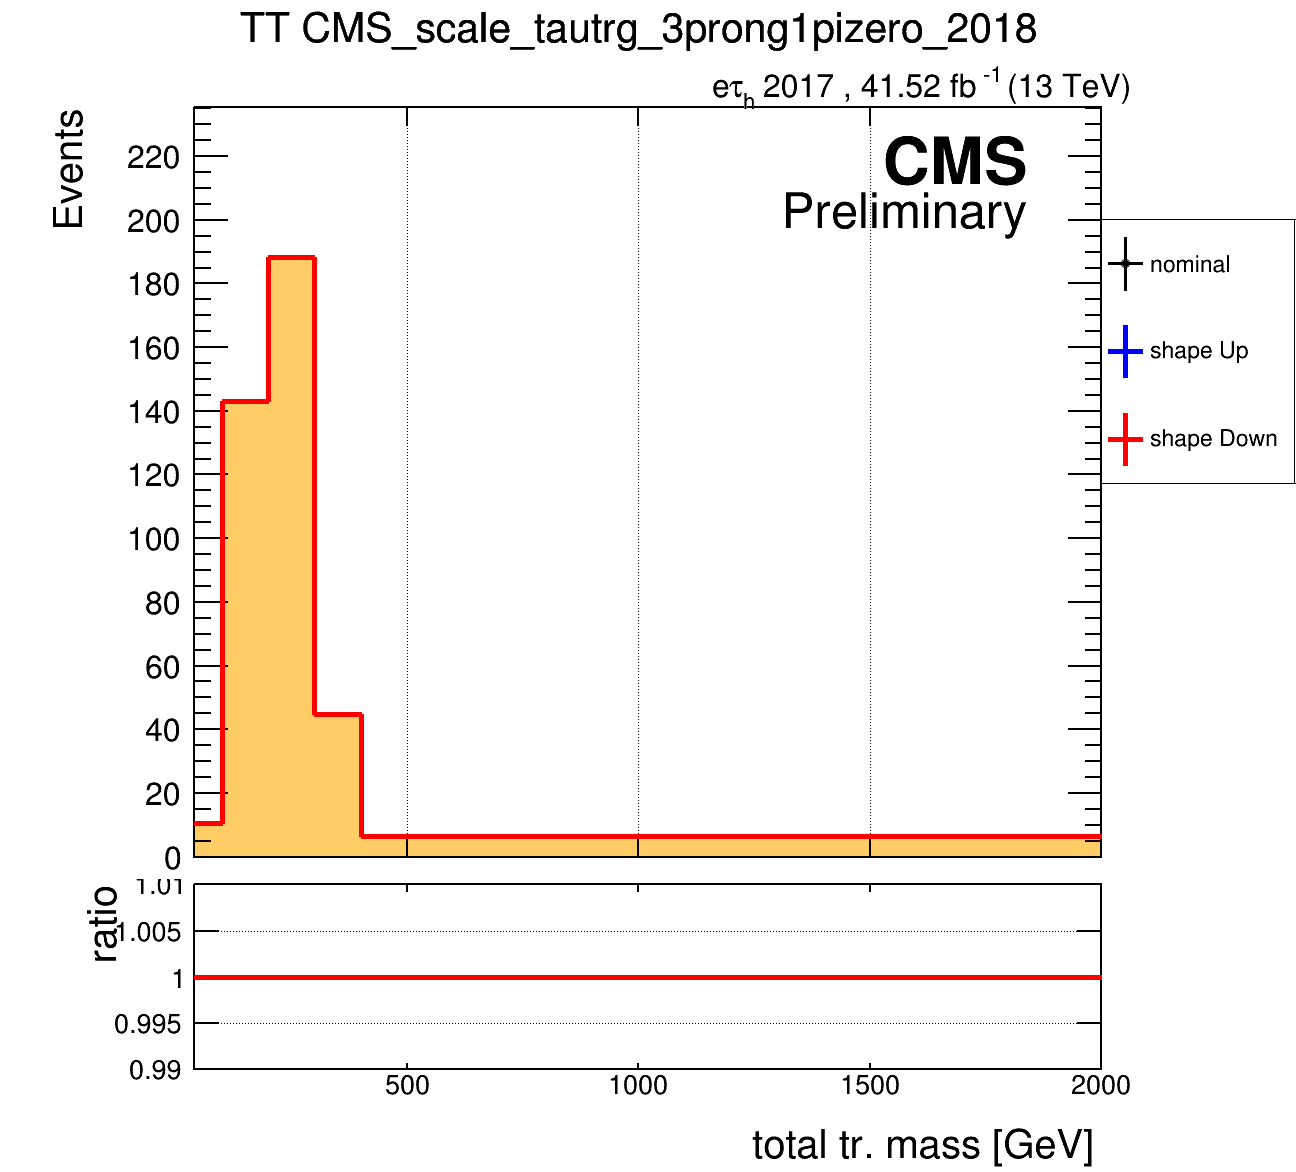 TT CMS_scale_tautrg_3prong1pizero_2018
eτh 2017 , 41.52 fb-1 (13 TeV)
Events
CMS
Preliminary
220
200
180
160
140
120
100
80
60
40
20
0
nominal
shape Up
shape Down
ratio
1.01
1.005
1
0.995
0.99
500
1000
1500
2000
total tr. mass [GeV]